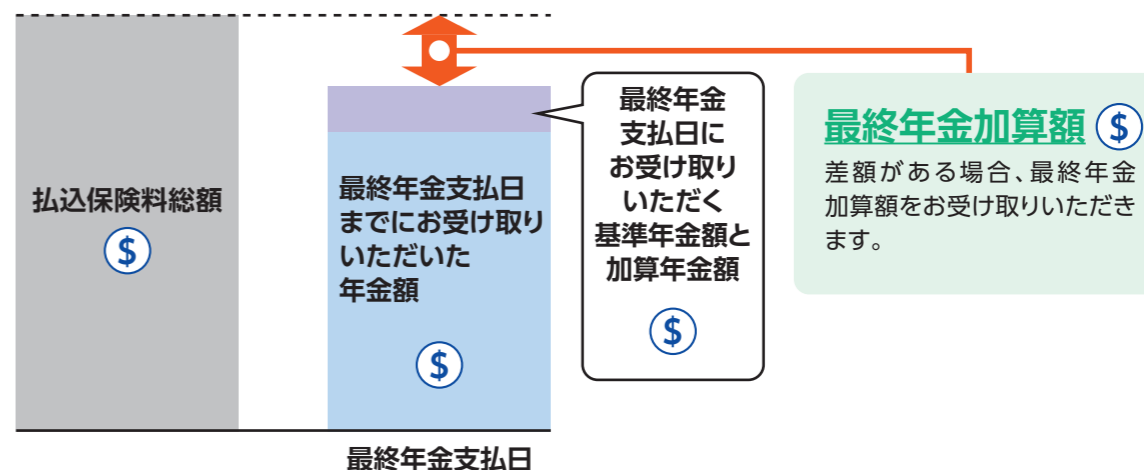 払込保険料総額
$
最終年金支払日
までにお受け取り
いただいた
年金額
$
最終年金
支払日に
お受け取り
いただく
基準年金額と
加算年金額
$
最終年金加算額 $
差額がある場合、最終年金
加算額をお受け取りいただき
ます。
最終年金支払日